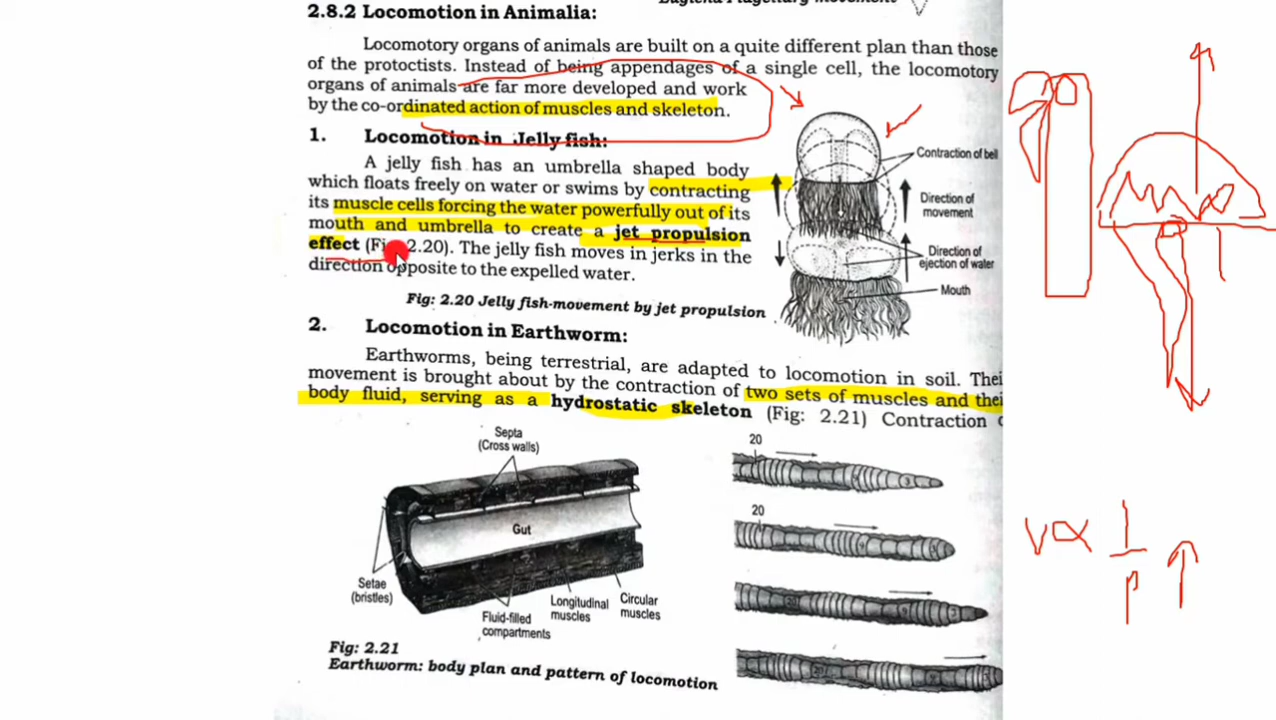 Euglena Flagellary movement
2.8.2 Locomotion in Animalia:
Locomotory organs of animals are built on a quite different plan than those
of the protoctists. Instead of being appendages of a single cell, the locomotory
organs of animals are far more developed and work
by the co-ordinated action of muscles and skeleton.
1. Locomotion in Jelly fish:
A jelly fish has an umbrella shaped body
which floats freely on water or swims by contracting
its muscle cells forcing the water powerfully out of its
mouth and umbrella to create a jet propulsion
effect (Fig 2.20). The jelly fish moves in jerks in the
direction opposite to the expelled water.
Contraction of bell
Direction of
movement
Direction of
ejection of water
Mouth
Fig: 2.20 Jelly fish-movement by jet propulsion
2. Locomotion in Earthworm:
Earthworms, being terrestrial, are adapted to locomotion in soil. Thei
movement is brought about by the contraction of two sets of muscles and thei
body fluid, serving as a hydrostatic skeleton (Fig: 2.21) Contraction
Septa
(Cross walls)
Gut
Setae
(bristles)
Fluid-filled
compartments
Longitudinal
muscles
Circular
muscles
20
20
Fig: 2.21
Earthworm: body plan and pattern of locomotion
V ∝ 1/P